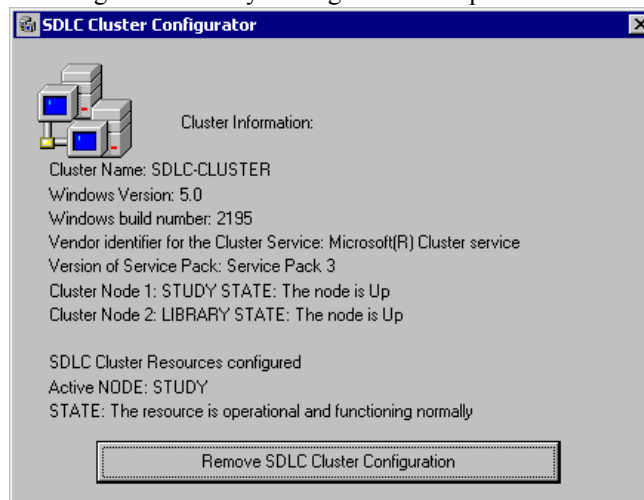 SDLC Cluster Configurator
Cluster Information:
Cluster Name: SDLC-CLUSTER
Windows Version: 5.0
Windows build number: 2195
Vendor identifier for the Cluster Service: Microsoft(R) Cluster service
Version of Service Pack: Service Pack 3
Cluster Node 1: STUDY STATE: The node is Up
Cluster Node 2: LIBRARY STATE: The node is Up
SDLC Cluster Resources configured
Active NODE: STUDY
STATE: The resource is operational and functioning normally
Remove SDLC Cluster Configuration